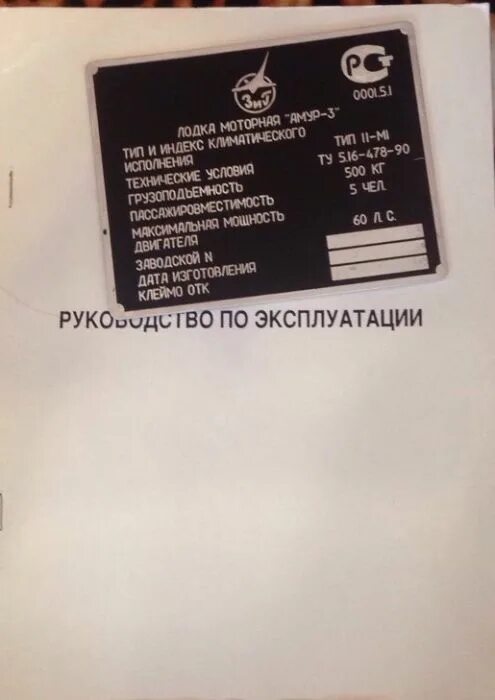 ЗиГ
РСТ
0001.5.1
ЛОДКА МОТОРНАЯ "АМУР-3"
ТИП И ИНДЕКС КЛИМАТИЧЕСКОГО
ИСПОЛНЕНИЯ ТИП II-М1
ТЕХНИЧЕСКИЕ УСЛОВИЯ ТУ 5.16-478-90
ГРУЗОПОДЪЕМНОСТЬ 500 КГ
ПАССАЖИРОВМЕСТИМОСТЬ 5 ЧЕЛ.
МАКСИМАЛЬНАЯ МОЩНОСТЬ
ДВИГАТЕЛЯ 60 Л.С.
ЗАВОДСКОЙ N
ДАТА ИЗГОТОВЛЕНИЯ
КЛЕЙМО ОТК
РУКОВОДСТВО ПО ЭКСПЛУАТАЦИИ